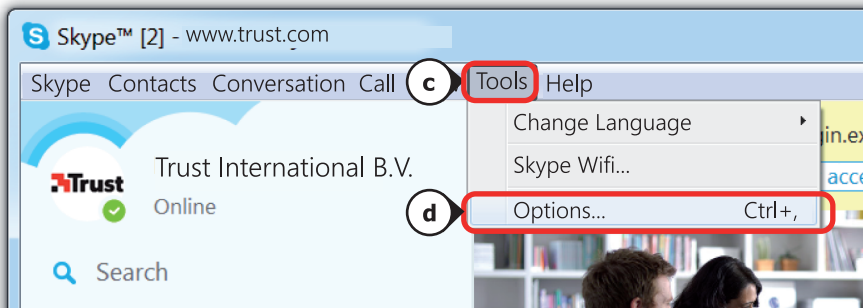 Skype™ [2] - www.trust.com
Skype Contacts Conversation Call c Tools Help
Change Language
Skype Wifi...
d Options... Ctrl+,
Trust
Trust International B.V.
Online
Search